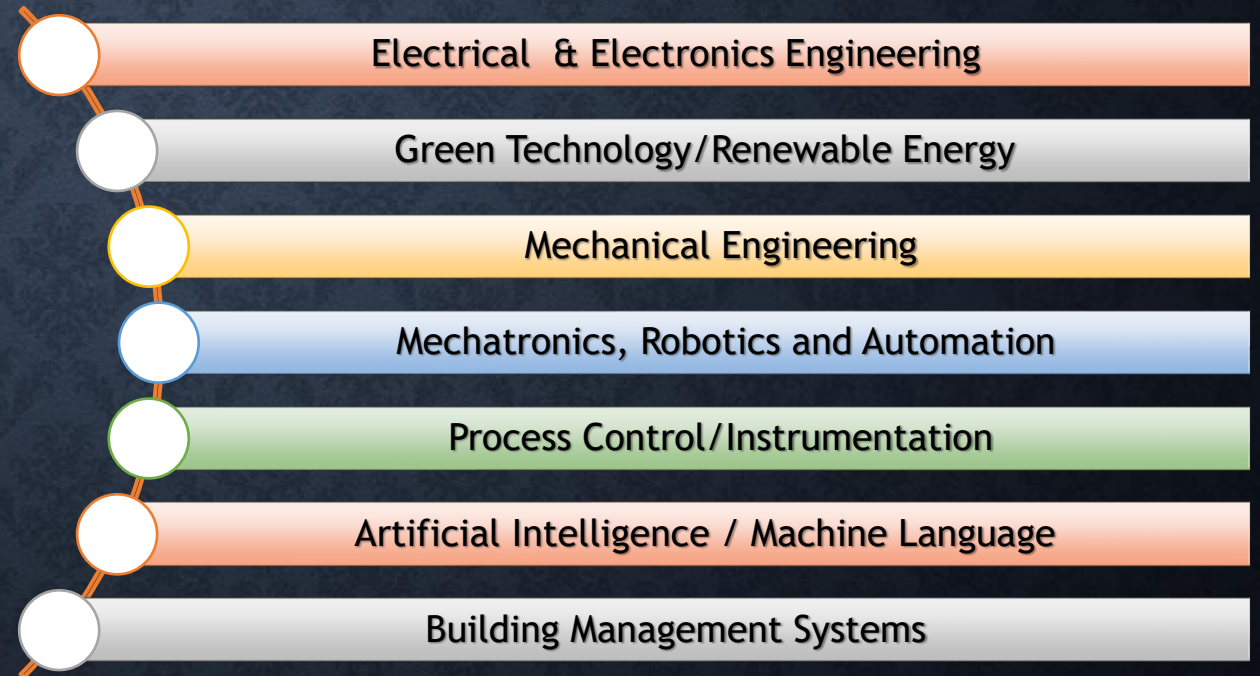 Electrical & Electronics Engineering
Green Technology/Renewable Energy
Mechanical Engineering
Mechatronics, Robotics and Automation
Process Control/Instrumentation
Artificial Intelligence / Machine Language
Building Management Systems